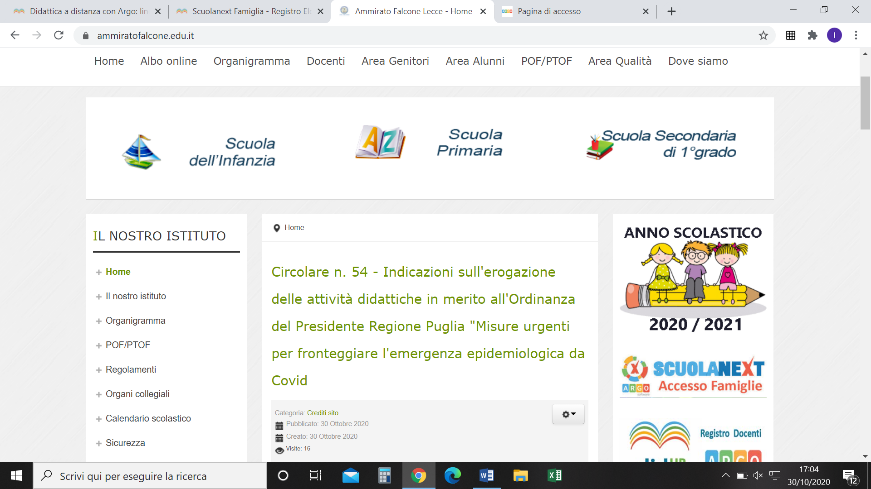 Didattica a distanza con Argo: lin
Scuolanext Famiglia - Registro El
Ammirato Falcone Lecce - Home
Pagina di accesso
ammiratofalcone.edu.it
Home Albo online Organigramma Docenti Area Genitori Area Alunni POF/PTOF Area Qualità Dove siamo
Scuola
dell'Infanzia
AZ
Scuola
Primaria
Scuola Secondaria
di 1°grado
IL NOSTRO ISTITUTO
Home
Il nostro istituto
Organigramma
POF/PTOF
Regolamenti
Organi collegiali
Calendario scolastico
Sicurezza
Home
Circolare n. 54 - Indicazioni sull'erogazione
delle attività didattiche in merito all'Ordinanza
del Presidente Regione Puglia "Misure urgenti
per fronteggiare l'emergenza epidemiologica da
Covid
Categoria: Crediti sito
Pubblicato: 30 Ottobre 2020
Creato: 30 Ottobre 2020
Visite: 16
ANNO SCOLASTICO
2020 / 2021
SCUOLANEXT
ARGO Accesso Famiglie
Registro Docenti
ARGO
Scrivi qui per eseguire la ricerca
17:04
30/10/2020
12